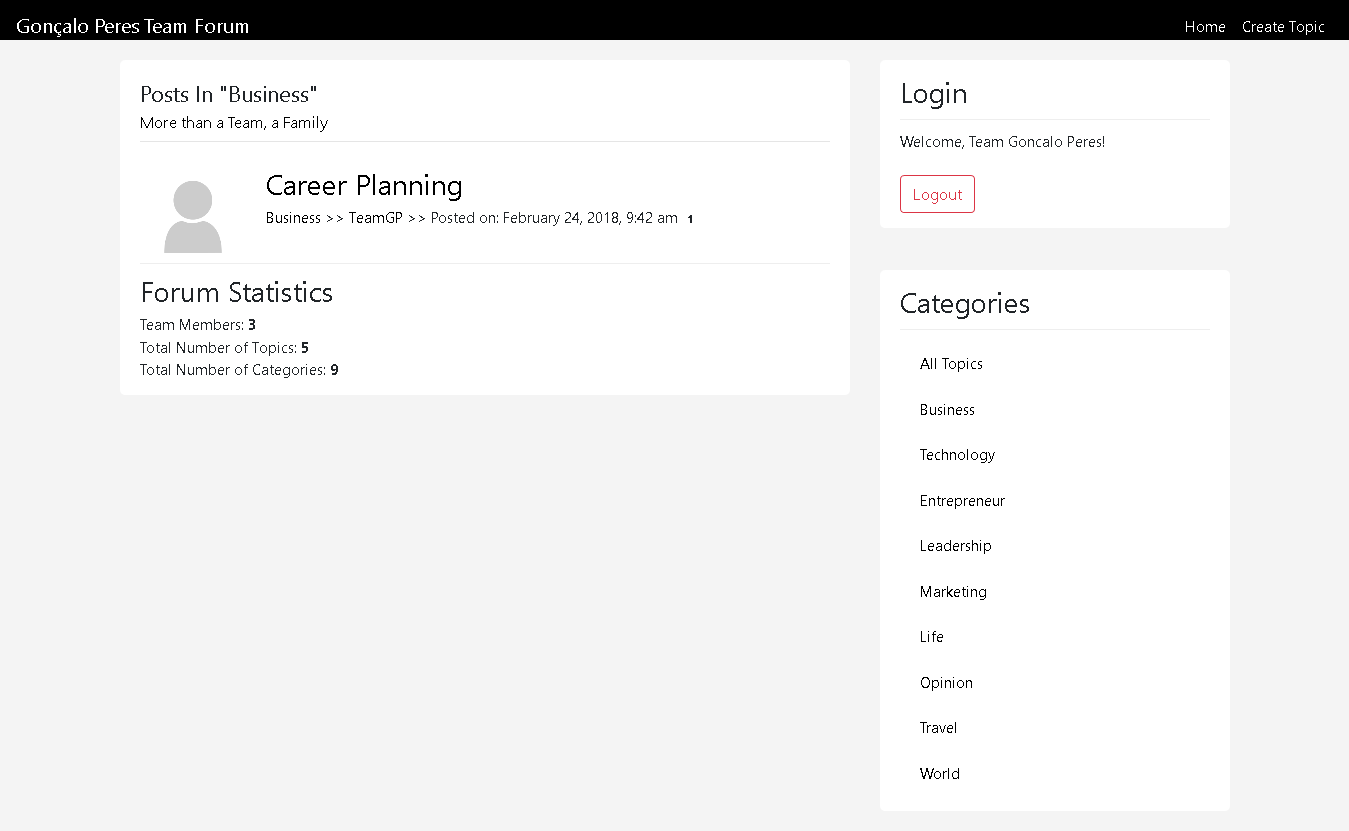 Gonçalo Peres Team Forum
Home Create Topic
Posts In "Business"
More than a Team, a Family
Career Planning
Business >> TeamGP >> Posted on: February 24, 2018, 9:42 am 1
Forum Statistics
Team Members: 3
Total Number of Topics: 5
Total Number of Categories: 9
Login
Welcome, Team Goncalo Peres!
Logout
Categories
All Topics
Business
Technology
Entrepreneur
Leadership
Marketing
Life
Opinion
Travel
World